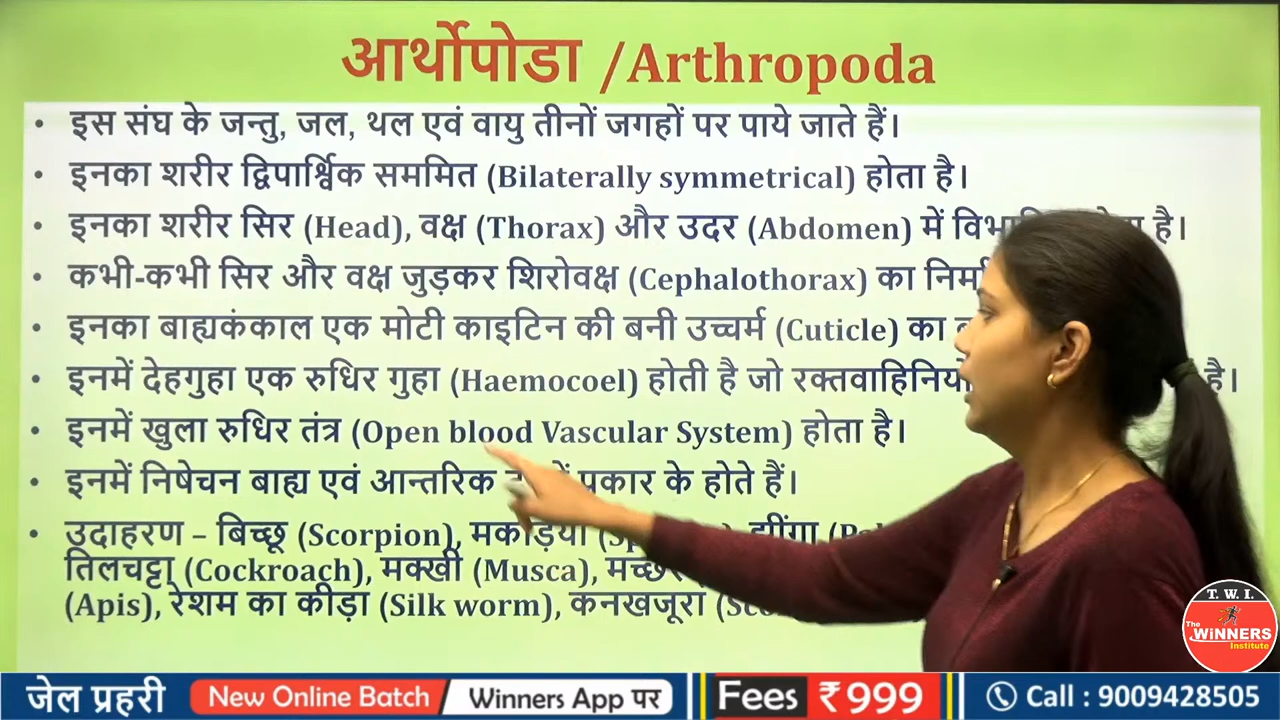 आर्थोपोडा /Arthropoda
• इस संघ के जन्तु, जल, थल एवं वायु तीनों जगहों पर पाये जाते हैं।
• इनका शरीर द्विपार्श्विक सममित (Bilaterally symmetrical) होता है।
• इनका शरीर सिर (Head), वक्ष (Thorax) और उदर (Abdomen) में है।
• कभी-कभी सिर और वक्ष जुड़कर शिरोवक्ष (Cephalothorax) का
• इनका बाह्यकंकाल एक मोटी काइटिन की बनी उच्चर्म (Cuticle) का
• इनमें देहगुहा एक रुधिर गुहा (Haemocoel) होती है जो है।
• इनमें खुला रुधिर तंत्र (Open blood Vascular System) होता है।
• इनमें निषेचन बाह्य एवं आन्तरिक प्रकार के होते हैं।
• उदाहरण – बिच्छू (Scorpion), झींगा
तिलचट्टा (Cockroach), मक्खी (Musca),
(Apis), रेशम का कीड़ा (Silk worm), कनखजूरा
T. W. I.
The
WiNNERS
Institute
जेल प्रहरी New Online Batch Winners App पर Fees ₹999 Call : 9009428505